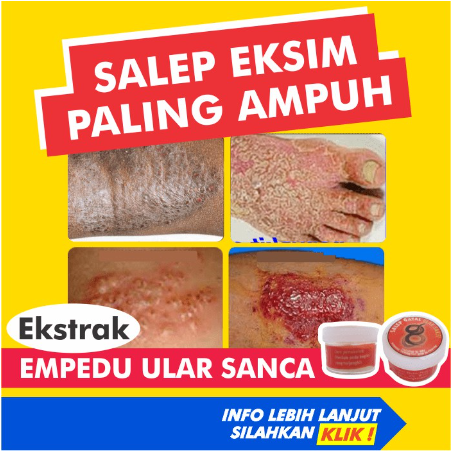 SALEP EKSIM
PALING AMPUH
Ekstrak
EMPEDU ULAR SANCA
INFO LEBIH LANJUT
SILAHKAN KLIK !